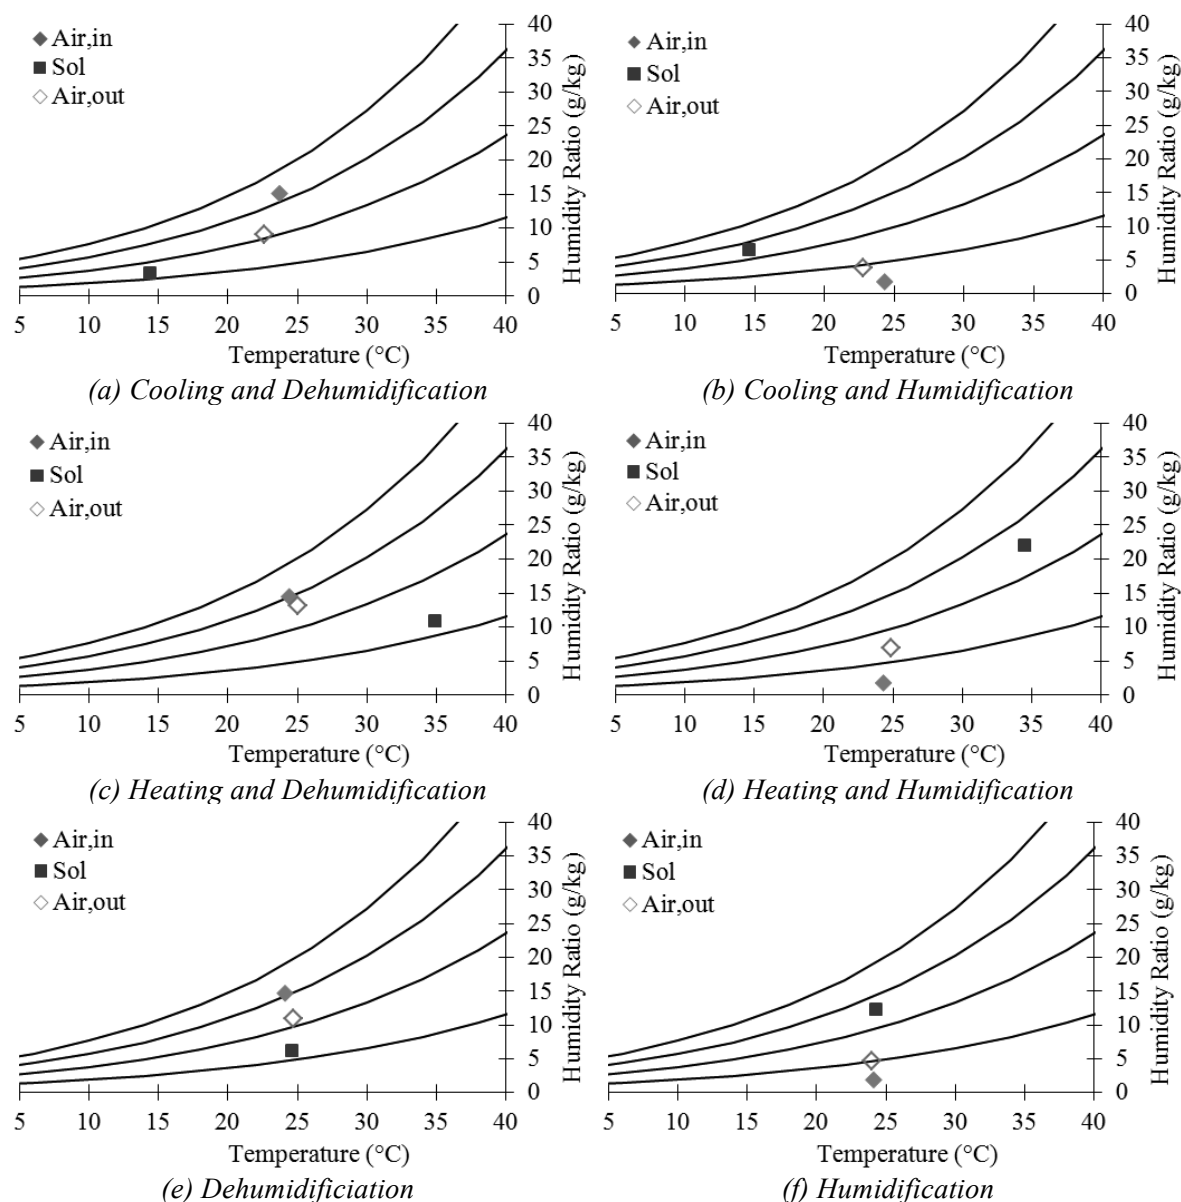 Air,in
Sol
Air,out
40
35
30
25
20
15
10
5
0
Humidity Ratio (g/kg)
5 10 15 20 25 30 35 40
Temperature (°C)
(a) Cooling and Dehumidification
Air,in
Sol
Air,out
40
35
30
25
20
15
10
5
0
Humidity Ratio (g/kg)
5 10 15 20 25 30 35 40
Temperature (°C)
(b) Cooling and Humidification
Air,in
Sol
Air,out
40
35
30
25
20
15
10
5
0
Humidity Ratio (g/kg)
5 10 15 20 25 30 35 40
Temperature (°C)
(c) Heating and Dehumidification
Air,in
Sol
Air,out
40
35
30
25
20
15
10
5
0
Humidity Ratio (g/kg)
5 10 15 20 25 30 35 40
Temperature (°C)
(d) Heating and Humidification
Air,in
Sol
Air,out
40
35
30
25
20
15
10
5
0
Humidity Ratio (g/kg)
5 10 15 20 25 30 35 40
Temperature (°C)
(e) Dehumidificiation
Air,in
Sol
Air,out
40
35
30
25
20
15
10
5
0
Humidity Ratio (g/kg)
5 10 15 20 25 30 35 40
Temperature (°C)
(f) Humidification